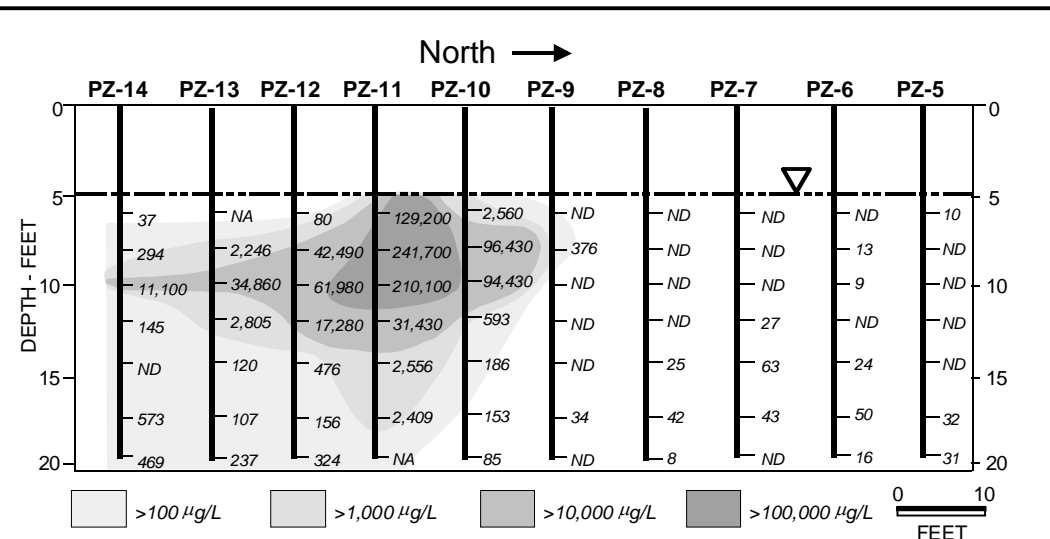 North
PZ-14 PZ-13 PZ-12 PZ-11 PZ-10 PZ-9 PZ-8 PZ-7 PZ-6 PZ-5
0 0
5 5
37 NA 80 129,200 2,560 ND ND ND ND 10
294 2,246 42,490 241,700 96,430 376 ND ND 13 ND
10 11,100 34,860 61,980 210,100 94,430 ND ND ND 9 ND 10
145 2,805 17,280 31,430 593 ND ND 27 ND ND
ND 120 476 2,556 186 ND 25 63 24 ND
15 15
573 107 156 2,409 153 34 42 43 50 32
20 469 237 324 NA 85 ND 8 ND 16 31 20
DEPTH - FEET
>100 µg/L >1,000 µg/L >10,000 µg/L >100,000 µg/L
0 10
FEET